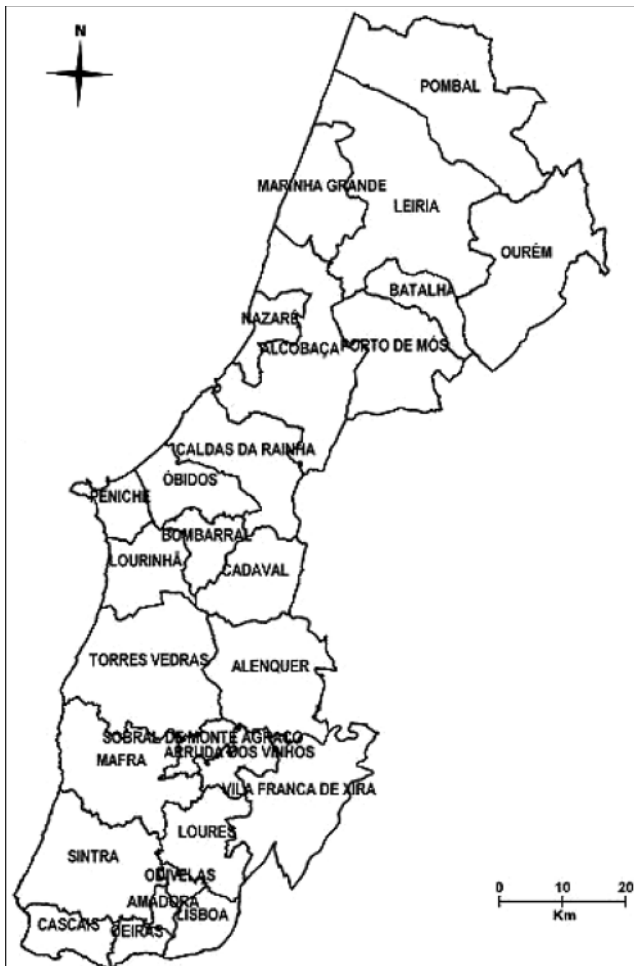 N
POMBAL
MARINHA GRANDE
LEIRIA
OURÉM
BATALHA
NAZARÉ
ALCOBAÇA
PORTO DE MÓS
CALDAS DA RAINHA
ÓBIDOS
PENICHE
BOMBARRAL
LOURINHÃ
CADAVAL
TORRES VEDRAS
ALENQUER
SOBRAL DE MONTE AGRAÇO
ARRUDA DOS VINHOS
MAFRA
VILA FRANCA DE XIRA
LOURES
SINTRA
ODIVELAS
AMADORA
LISBOA
CASCAIS
OEIRAS
0 10 20
Km